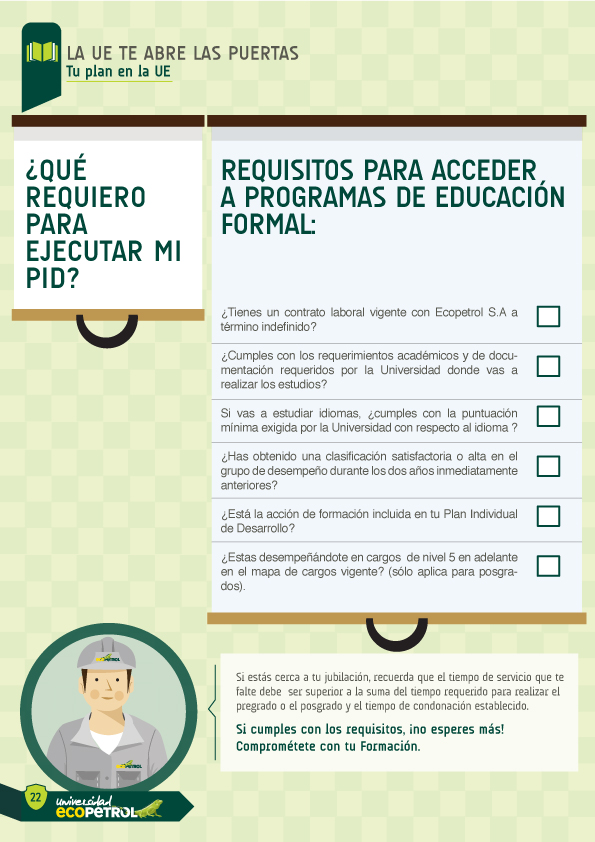 LA UE TE ABRE LAS PUERTAS
Tu plan en la UE
¿QUÉ
REQUIERO
PARA
EJECUTAR MI
PID?
REQUISITOS PARA ACCEDER
A PROGRAMAS DE EDUCACIÓN
FORMAL:
¿Tienes un contrato laboral vigente con Ecopetrol S.A a
término indefinido?
¿Cumples con los requerimientos académicos y de docu-
mentación requeridos por la Universidad donde vas a
realizar los estudios?
Si vas a estudiar idiomas, ¿cumples con la puntuación
mínima exigida por la Universidad con respecto al idioma ?
¿Has obtenido una clasificación satisfactoria o alta en el
grupo de desempeño durante los dos años inmediatamente
anteriores?
¿Está la acción de formación incluida en tu Plan Individual
de Desarrollo?
¿Estas desempeñándote en cargos de nivel 5 en adelante
en el mapa de cargos vigente? (sólo aplica para posgra-
dos).
ECOPETROL
ECOPETROL
Si estás cerca a tu jubilación, recuerda que el tiempo de servicio que te
falte debe ser superior a la suma del tiempo requerido para realizar el
pregrado o el posgrado y el tiempo de condonación establecido.
Si cumples con los requisitos, ¡no esperes más!
Comprométete con tu Formación.
22
universidad
ecopetrol